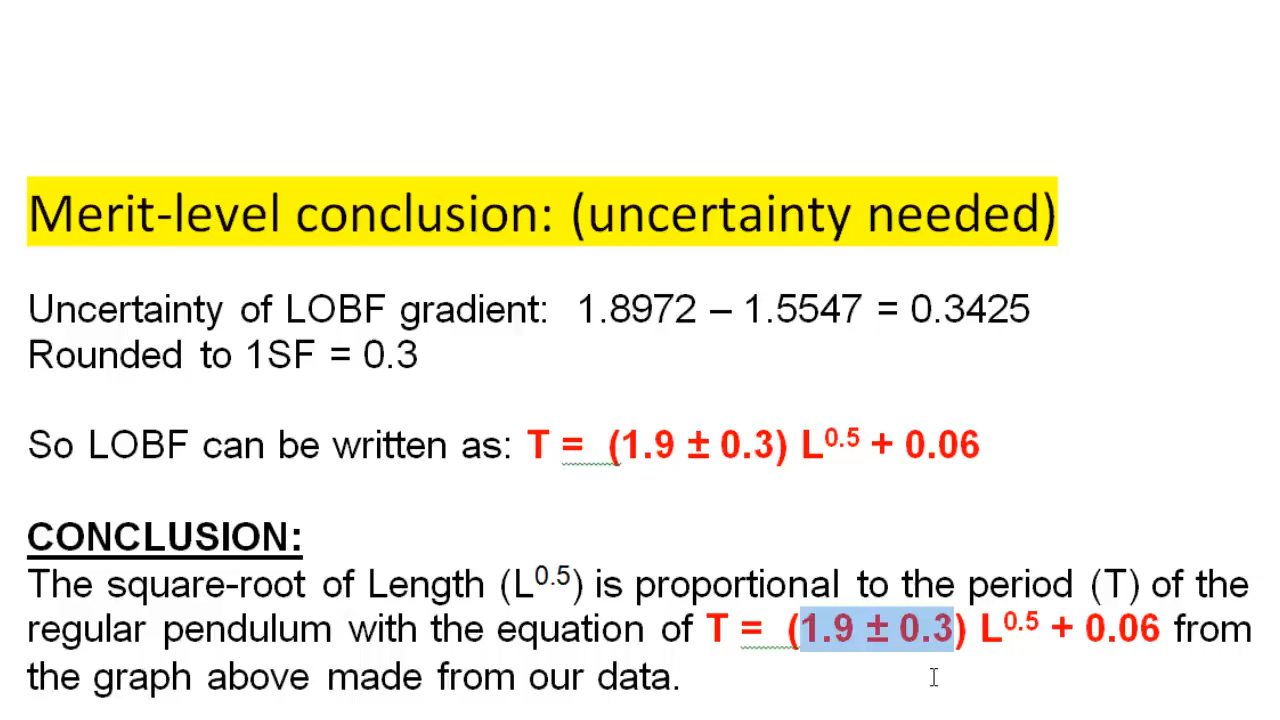 Merit-level conclusion: (uncertainty needed)
Uncertainty of LOBF gradient: 1.8972 – 1.5547 = 0.3425
Rounded to 1SF = 0.3
So LOBF can be written as: T = (1.9 ± 0.3) L^0.5 + 0.06
CONCLUSION:
The square-root of Length (L^0.5) is proportional to the period (T) of the
regular pendulum with the equation of T = (1.9 ± 0.3) L^0.5 + 0.06 from
the graph above made from our data.